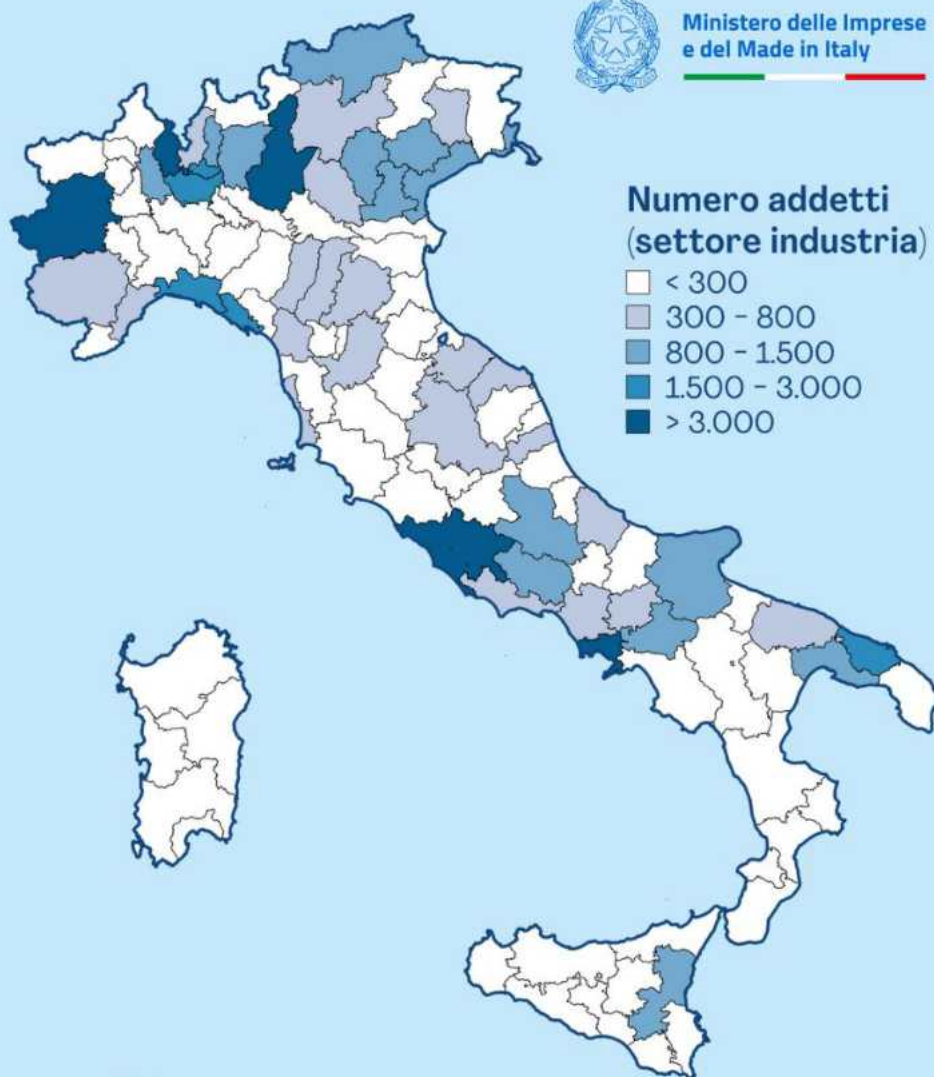 Ministero delle Imprese
e del Made in Italy
Numero addetti
(settore industria)
< 300
300 - 800
800 - 1.500
1.500 - 3.000
> 3.000